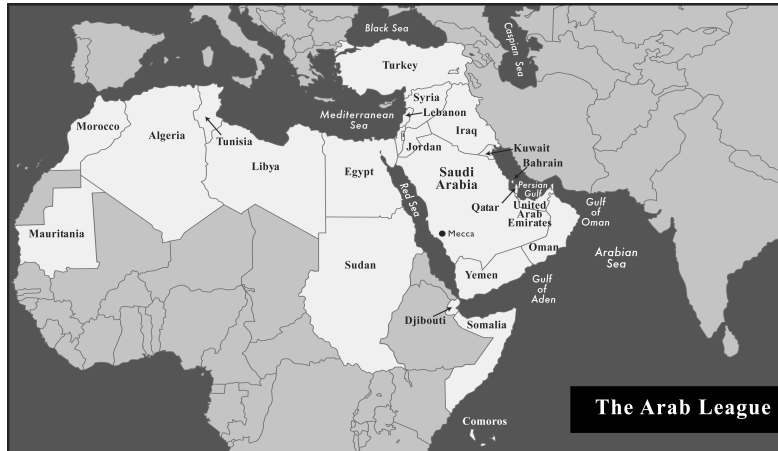 Black Sea
Caspian Sea
Turkey
Mediterranean
Sea
Syria
Lebanon
Iraq
Jordan
Kuwait
Bahrain
Morocco
Algeria
Tunisia
Libya
Egypt
Saudi
Arabia
Persian
Gulf
Qatar
United
Arab
Emirates
Gulf
of
Oman
Red Sea
Mecca
Mauritania
Oman
Arabian
Sea
Sudan
Yemen
Gulf
of
Aden
Djibouti
Somalia
Comoros
The Arab League